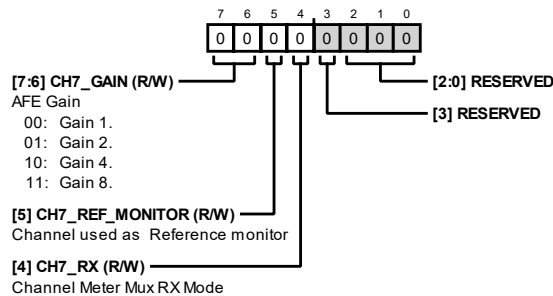 7 6 5 4 3 2 1 0
0 0 0 0 0 0 0 0
[7:6] CH7_GAIN (R/W)
AFE Gain
00: Gain 1.
01: Gain 2.
10: Gain 4.
11: Gain 8.
[5] CH7_REF_MONITOR (R/W)
Channel used as Reference monitor
[4] CH7_RX (R/W)
Channel Meter Mux RX Mode
[2:0] RESERVED
[3] RESERVED